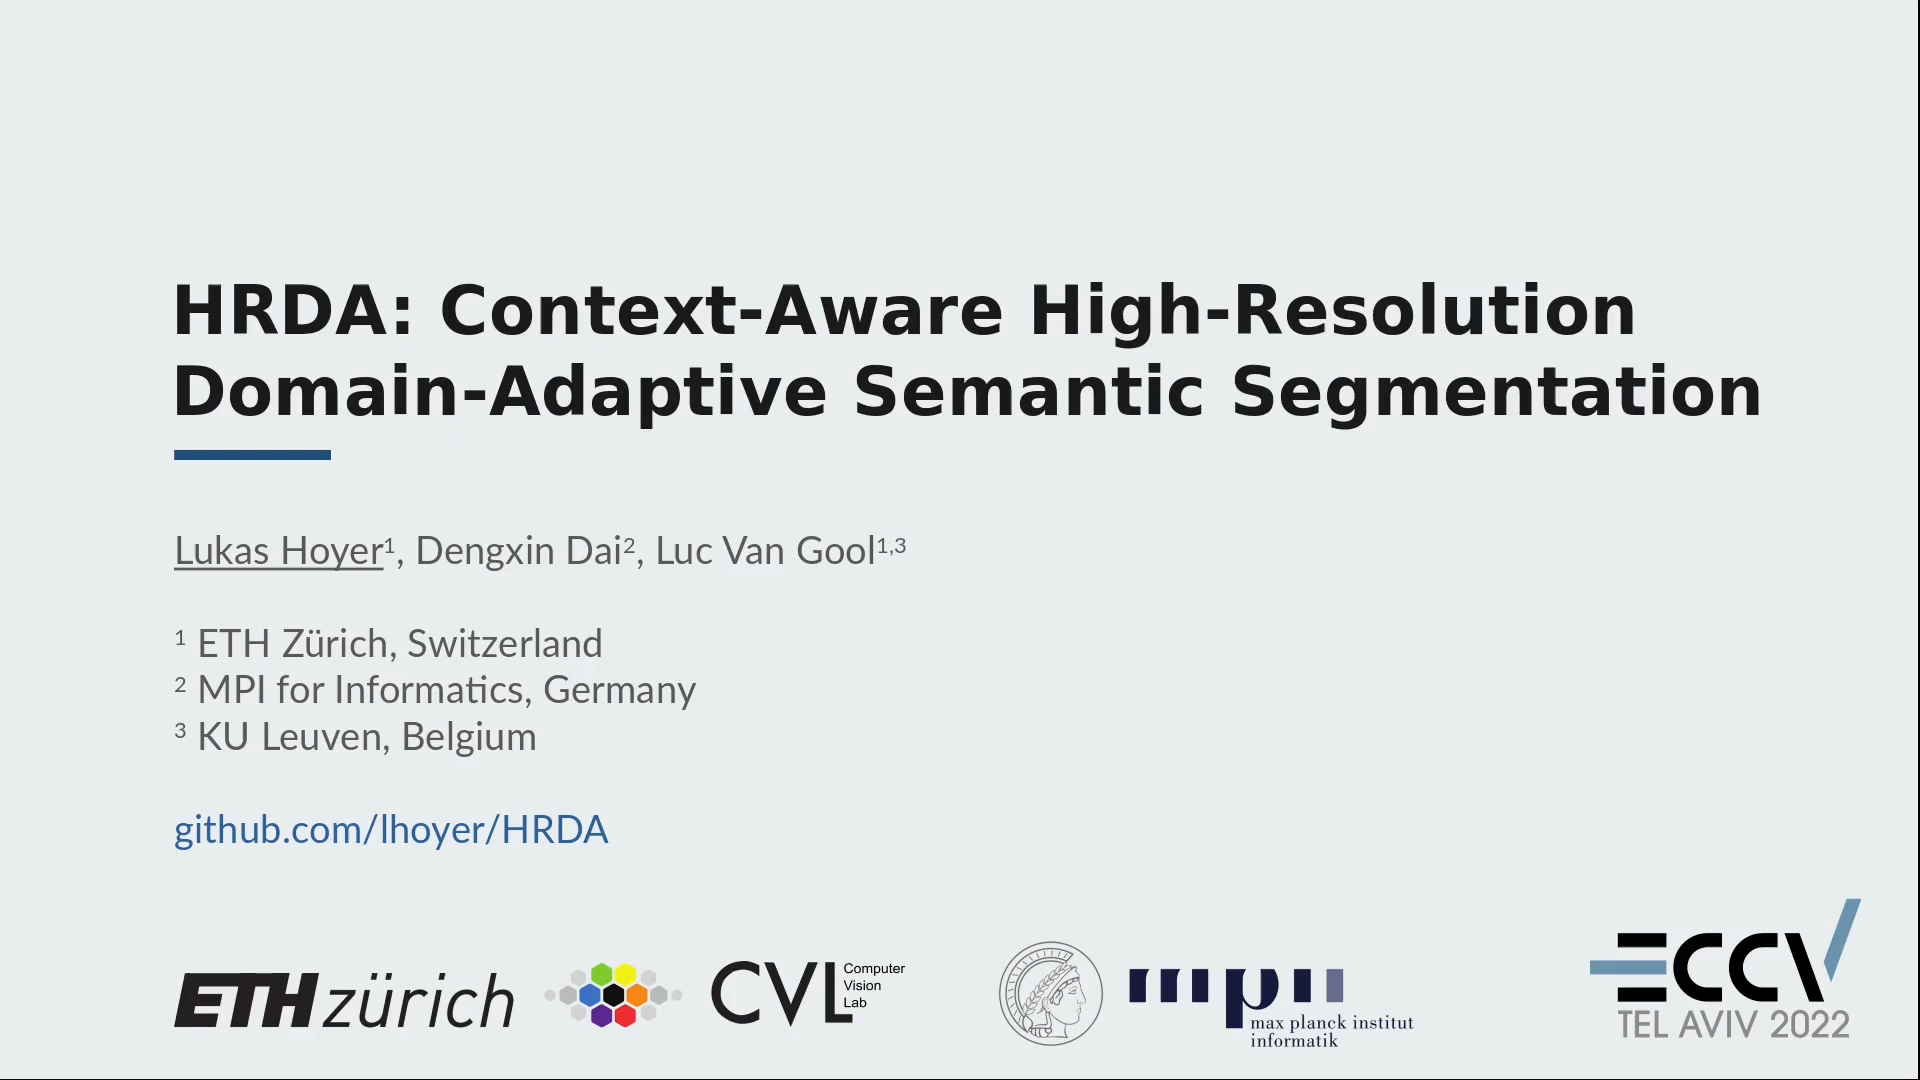 HRDA: Context-Aware High-Resolution
Domain-Adaptive Semantic Segmentation
Lukas Hoyer¹, Dengxin Dai², Luc Van Gool¹,³
¹ ETH Zürich, Switzerland
² MPI for Informatics, Germany
³ KU Leuven, Belgium
github.com/lhoyer/HRDA
ETH zürich
CVL
Computer
Vision
Lab
mpii
max planck institut
informatik
ECCV
TEL AVIV 2022